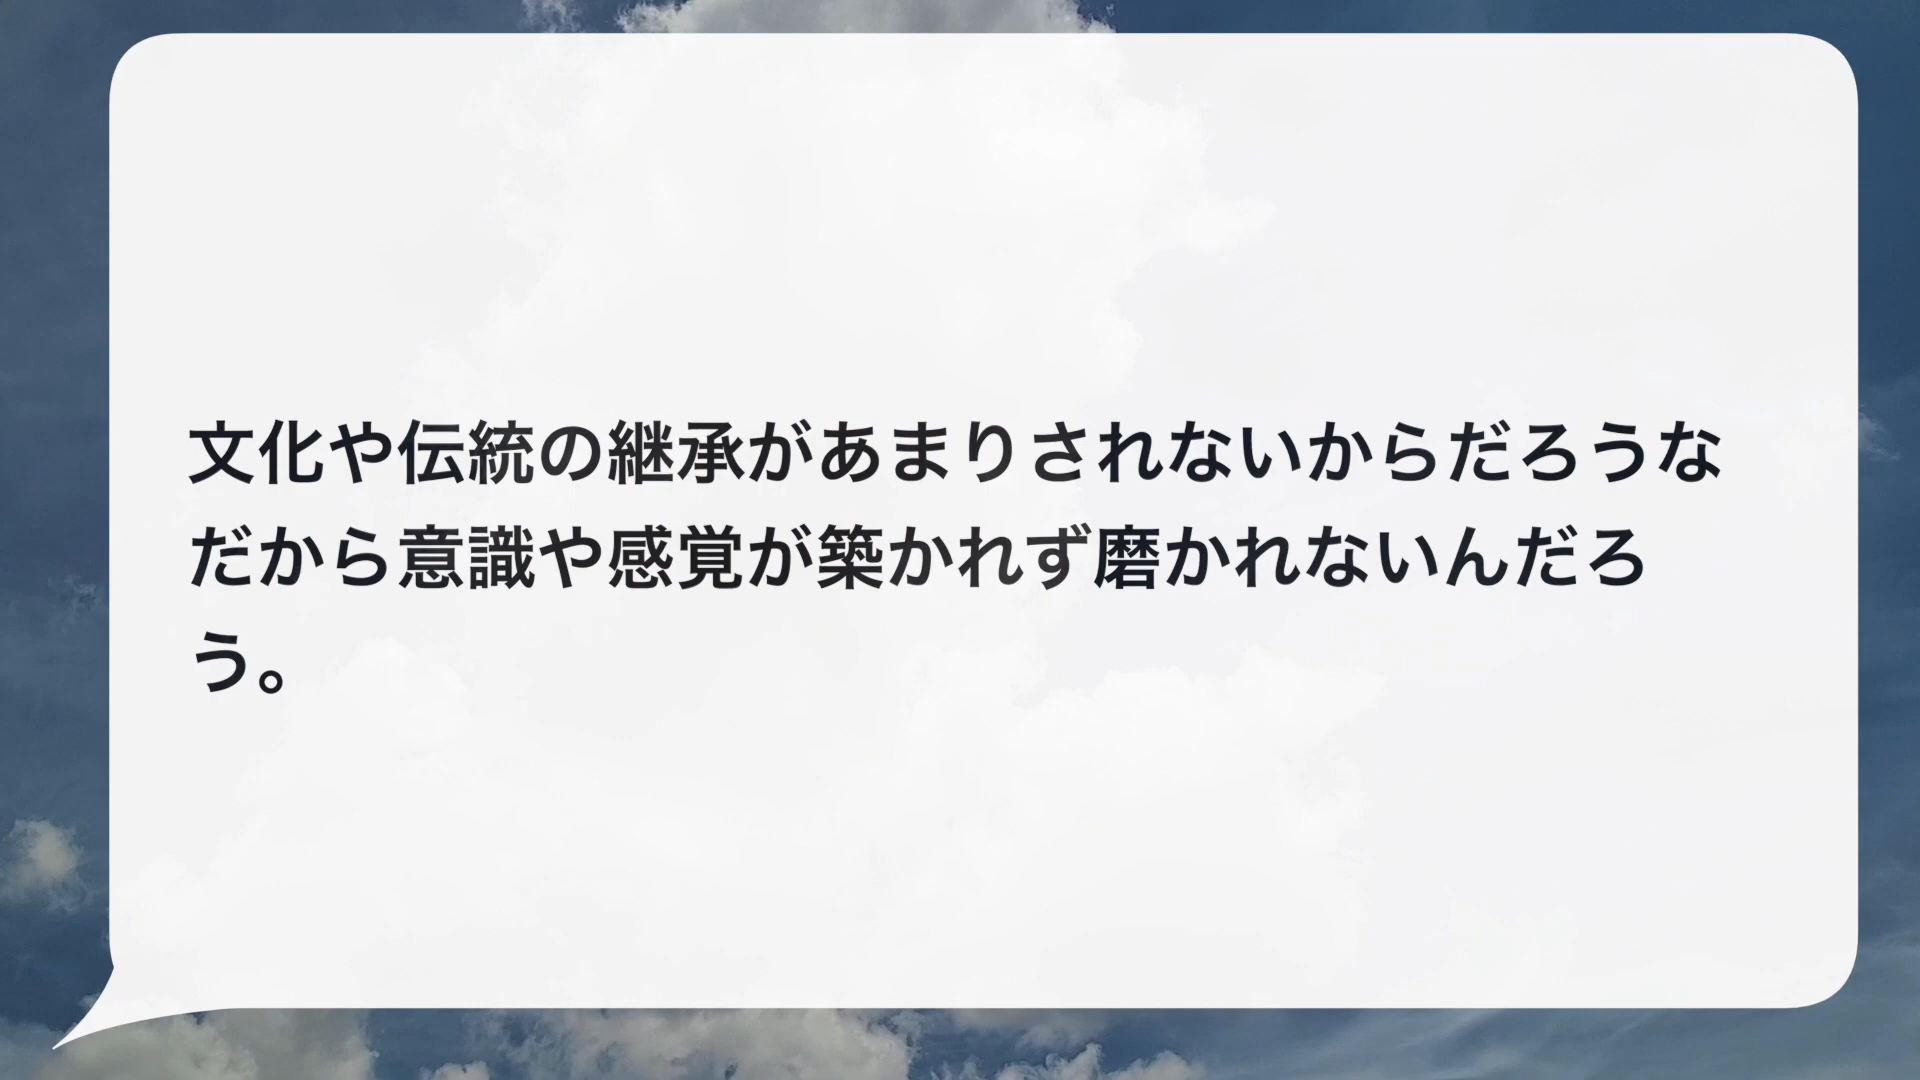 文化や伝統の継承があまりされないからだろうな
だから意識や感覚が築かれず磨かれないんだろ
う。